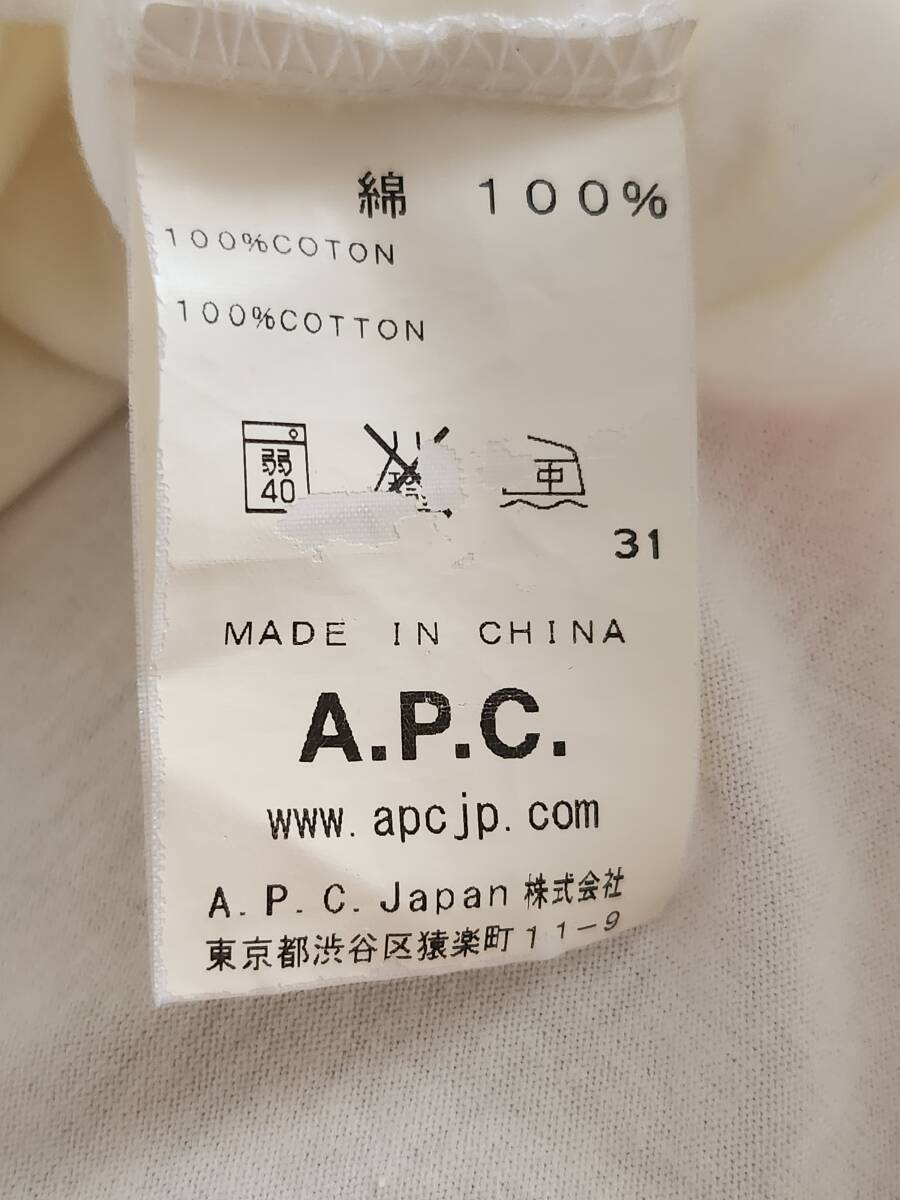 綿 100%
100%COTON
100%COTTON
弱 中
40
31
MADE IN CHINA
A.P.C.
www.apcjp.com
A.P.C.Japan 株式会社
東京都渋谷区猿楽町11-9